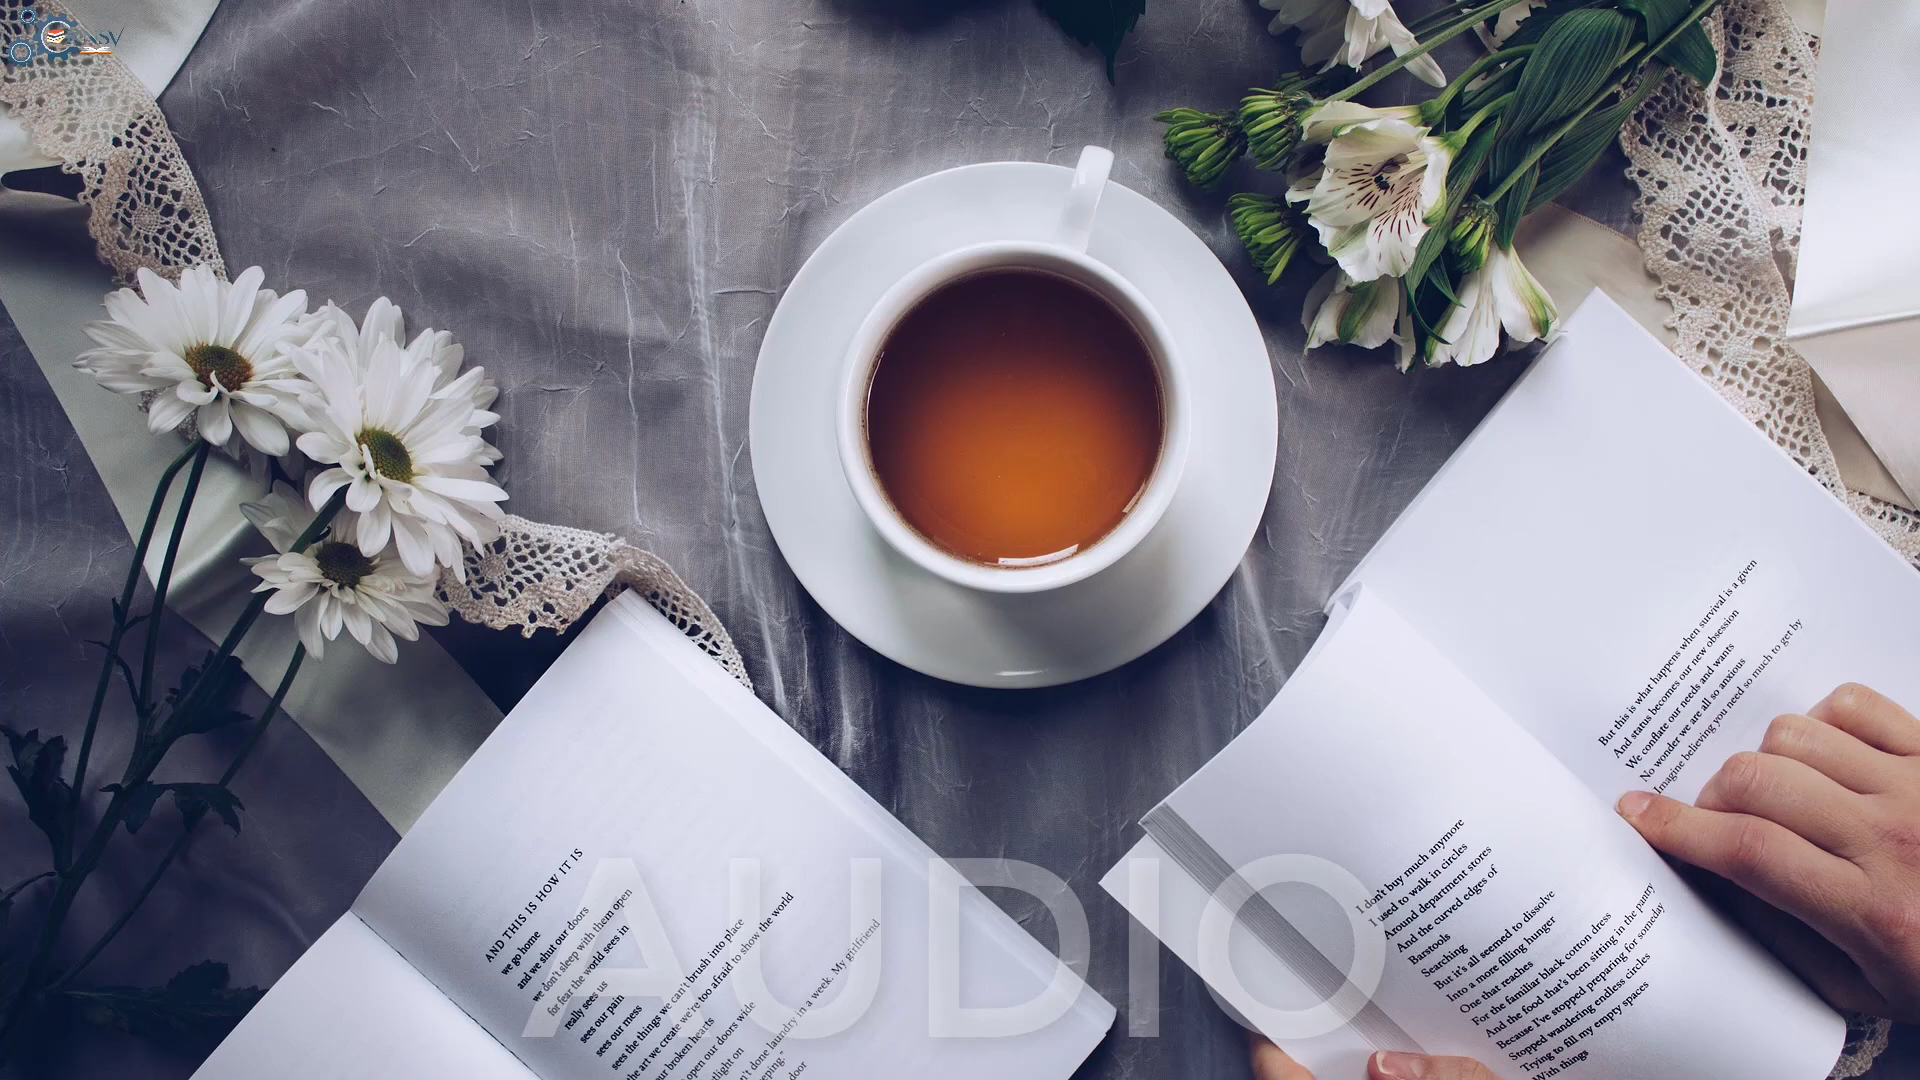 NSV
AND THIS IS HOW IT IS
we go home
and we shut our doors
we don't sleep with them open
for fear the world sees in
really sees us
sees our pain
sees our mess
sees the things we can't brush into place
the art we create we're too afraid to show the world
our broken hearts
open our doors wide
light on
n't done laundry in a week. My girlfriend
eeping."
door
AUDIO
I don't buy much anymore
I used to walk in circles
Around department stores
And the curved edges of
Barstools
Searching
But it's all seemed to dissolve
Into a more filling hunger
One that reaches
For the familiar black cotton dress
And the food that's been sitting in the pantry
Because I've stopped preparing for someday
Stopped wandering endless circles
Trying to fill my empty spaces
With things
But this is what happens when survival is a given
And status becomes our new obsession
We conflate our needs and wants
No wonder we are all so anxious
Imagine believing you need so much to get by